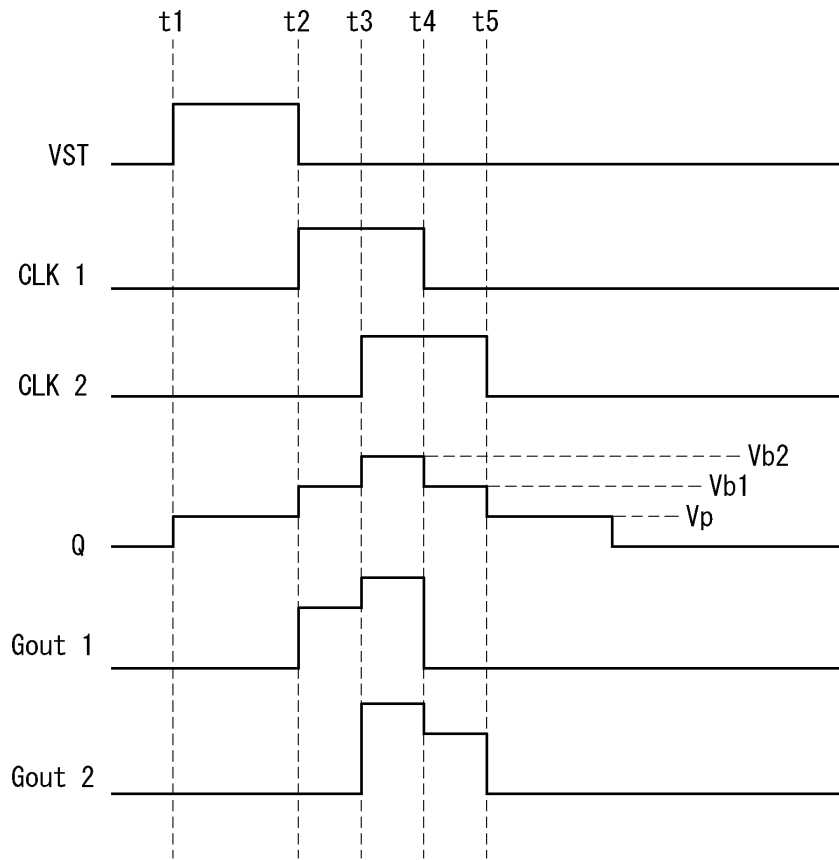 t1 t2 t3 t4 t5
VST
CLK 1
CLK 2
Vb2
Vb1
Vp
Q
Gout 1
Gout 2